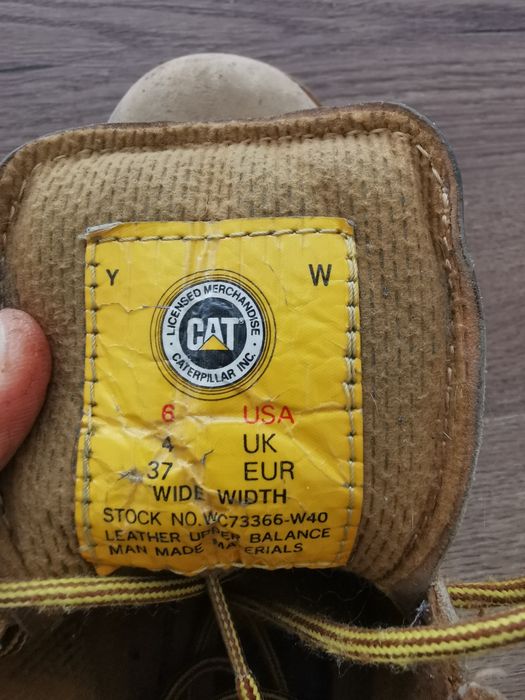 Y W
LICENSED MERCHANDISE
CAT
CATERPILLAR INC.
6 USA
4 UK
37 EUR
WIDE WIDTH
STOCK NO. WC73366-W40
LEATHER UPPER BALANCE
MAN MADE MATERIALS